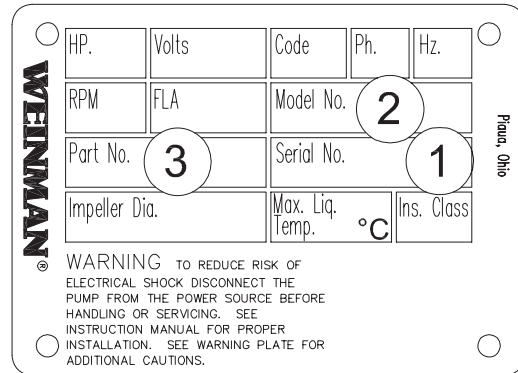 HP. Volts Code Ph. Hz.
RPM FLA Model No. 2
Part No. 3 Serial No. 1
Impeller Dia. Max. Liq. Temp. °C Ins. Class
WEINMAN®
Piaua, Ohio
WARNING TO REDUCE RISK OF
ELECTRICAL SHOCK DISCONNECT THE
PUMP FROM THE POWER SOURCE BEFORE
HANDLING OR SERVICING. SEE
INSTRUCTION MANUAL FOR PROPER
INSTALLATION. SEE WARNING PLATE FOR
ADDITIONAL CAUTIONS.